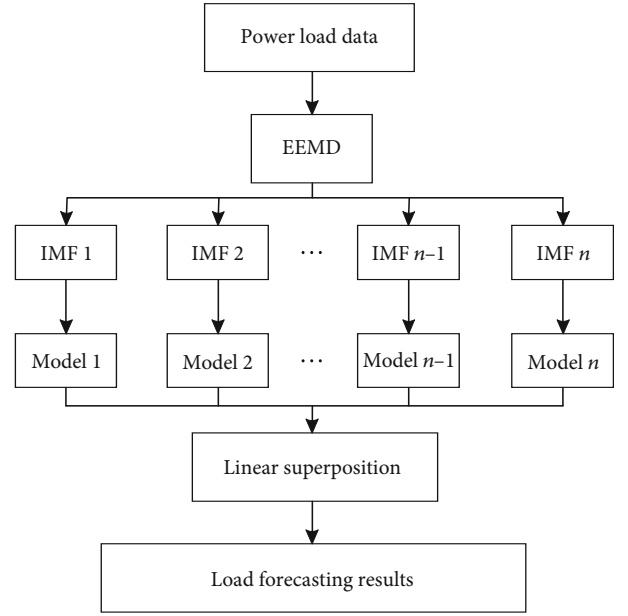 Power load data
EEMD
IMF 1 IMF 2 ⋯ IMF n–1 IMF n
Model 1 Model 2 ⋯ Model n–1 Model n
Linear superposition
Load forecasting results